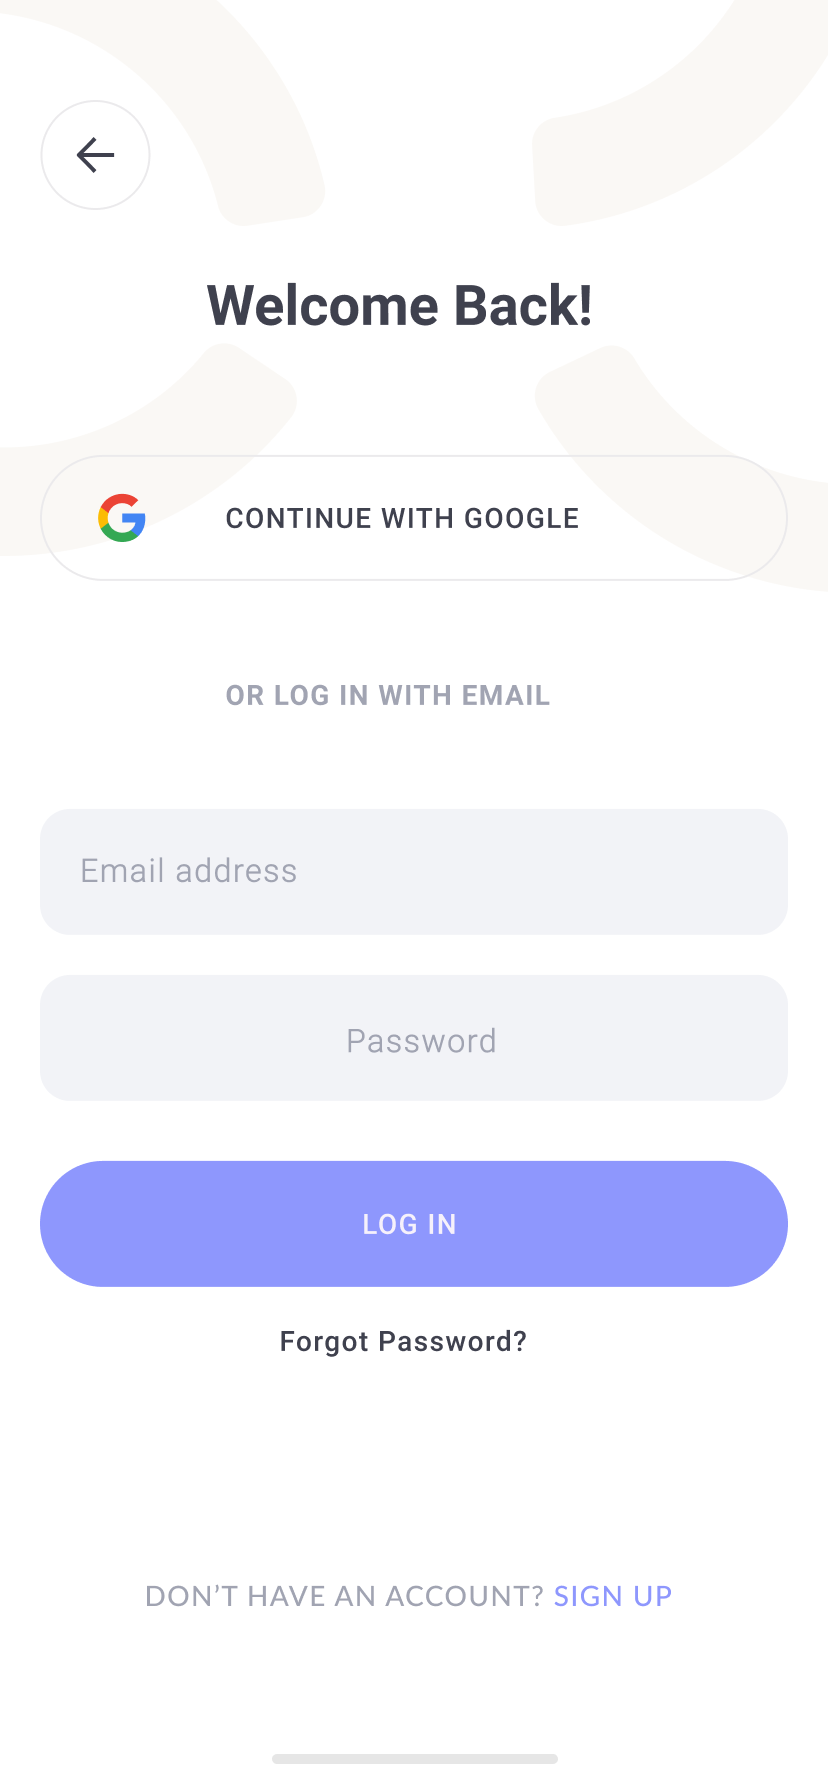 Welcome Back!
CONTINUE WITH GOOGLE
OR LOG IN WITH EMAIL
Email address
Password
LOG IN
Forgot Password?
DON’T HAVE AN ACCOUNT? SIGN UP